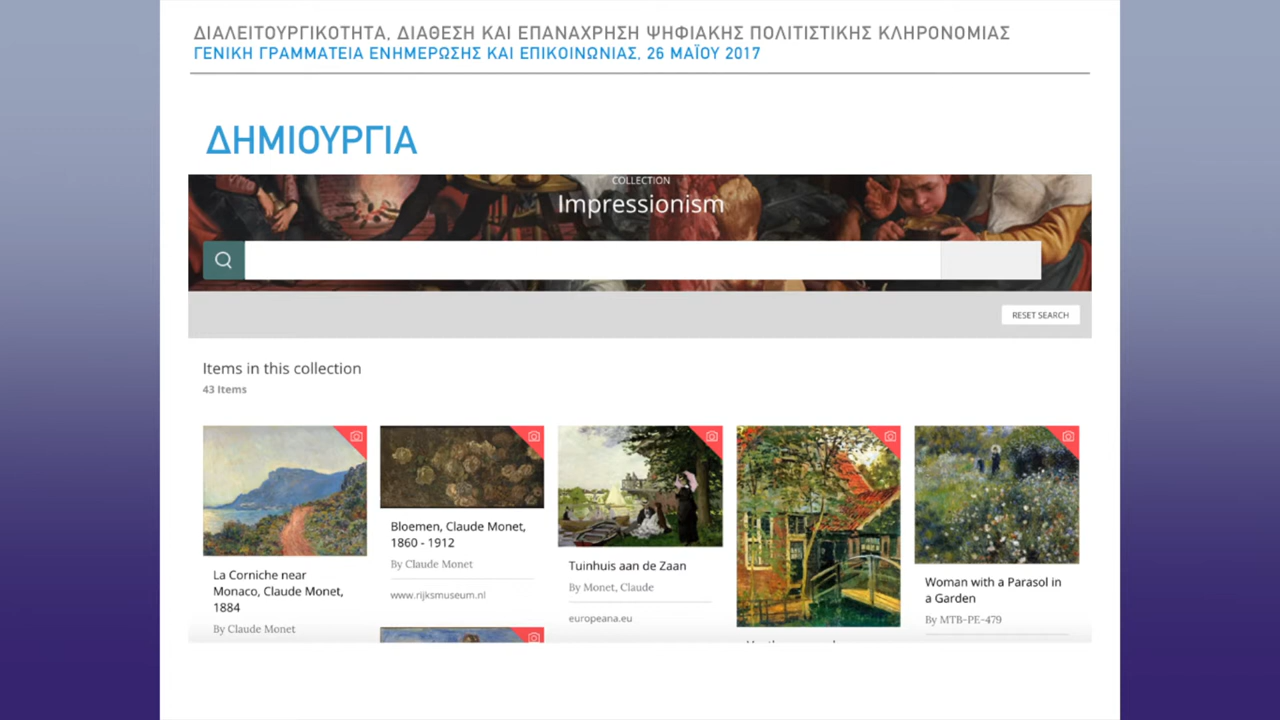 ΔΙΑΛΕΙΤΟΥΡΓΙΚΟΤΗΤΑ, ΔΙΑΘΕΣΗ ΚΑΙ ΕΠΑΝΑΧΡΗΣΗ ΨΗΦΙΑΚΗΣ ΠΟΛΙΤΙΣΤΙΚΗΣ ΚΛΗΡΟΝΟΜΙΑΣ
ΓΕΝΙΚΗ ΓΡΑΜΜΑΤΕΙΑ ΕΝΗΜΕΡΩΣΗΣ ΚΑΙ ΕΠΙΚΟΙΝΩΝΙΑΣ, 26 ΜΑΪΟΥ 2017
ΔΗΜΙΟΥΡΓΙΑ
COLLECTION
Impressionism
RESET SEARCH
Items in this collection
43 Items
La Corniche near
Monaco, Claude Monet,
1884
By Claude Monet
Bloemen, Claude Monet,
1860 - 1912
By Claude Monet
www.rijksmuseum.nl
Tuinhuis aan de Zaan
By Monet, Claude
europeana.eu
Woman with a Parasol in
a Garden
By MTB-PE-479